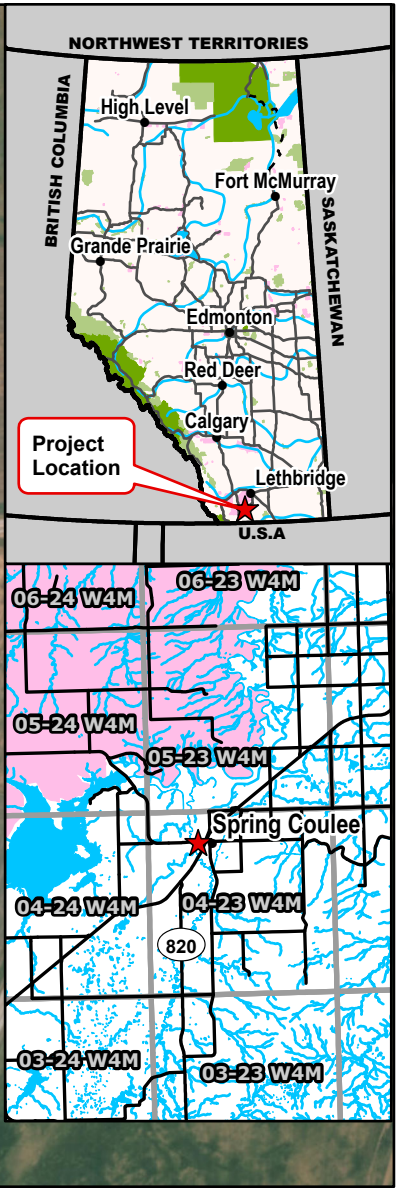 NORTHWEST TERRITORIES
BRITISH COLUMBIA
High Level
Fort McMurray
SASKATCHEWAN
Grande Prairie
Edmonton
Red Deer
Calgary
Project
Location
Lethbridge
U.S.A
06-24 W4M
06-23 W4M
05-24 W4M
05-23 W4M
Spring Coulee
04-24 W4M
04-23 W4M
820
03-24 W4M
03-23 W4M